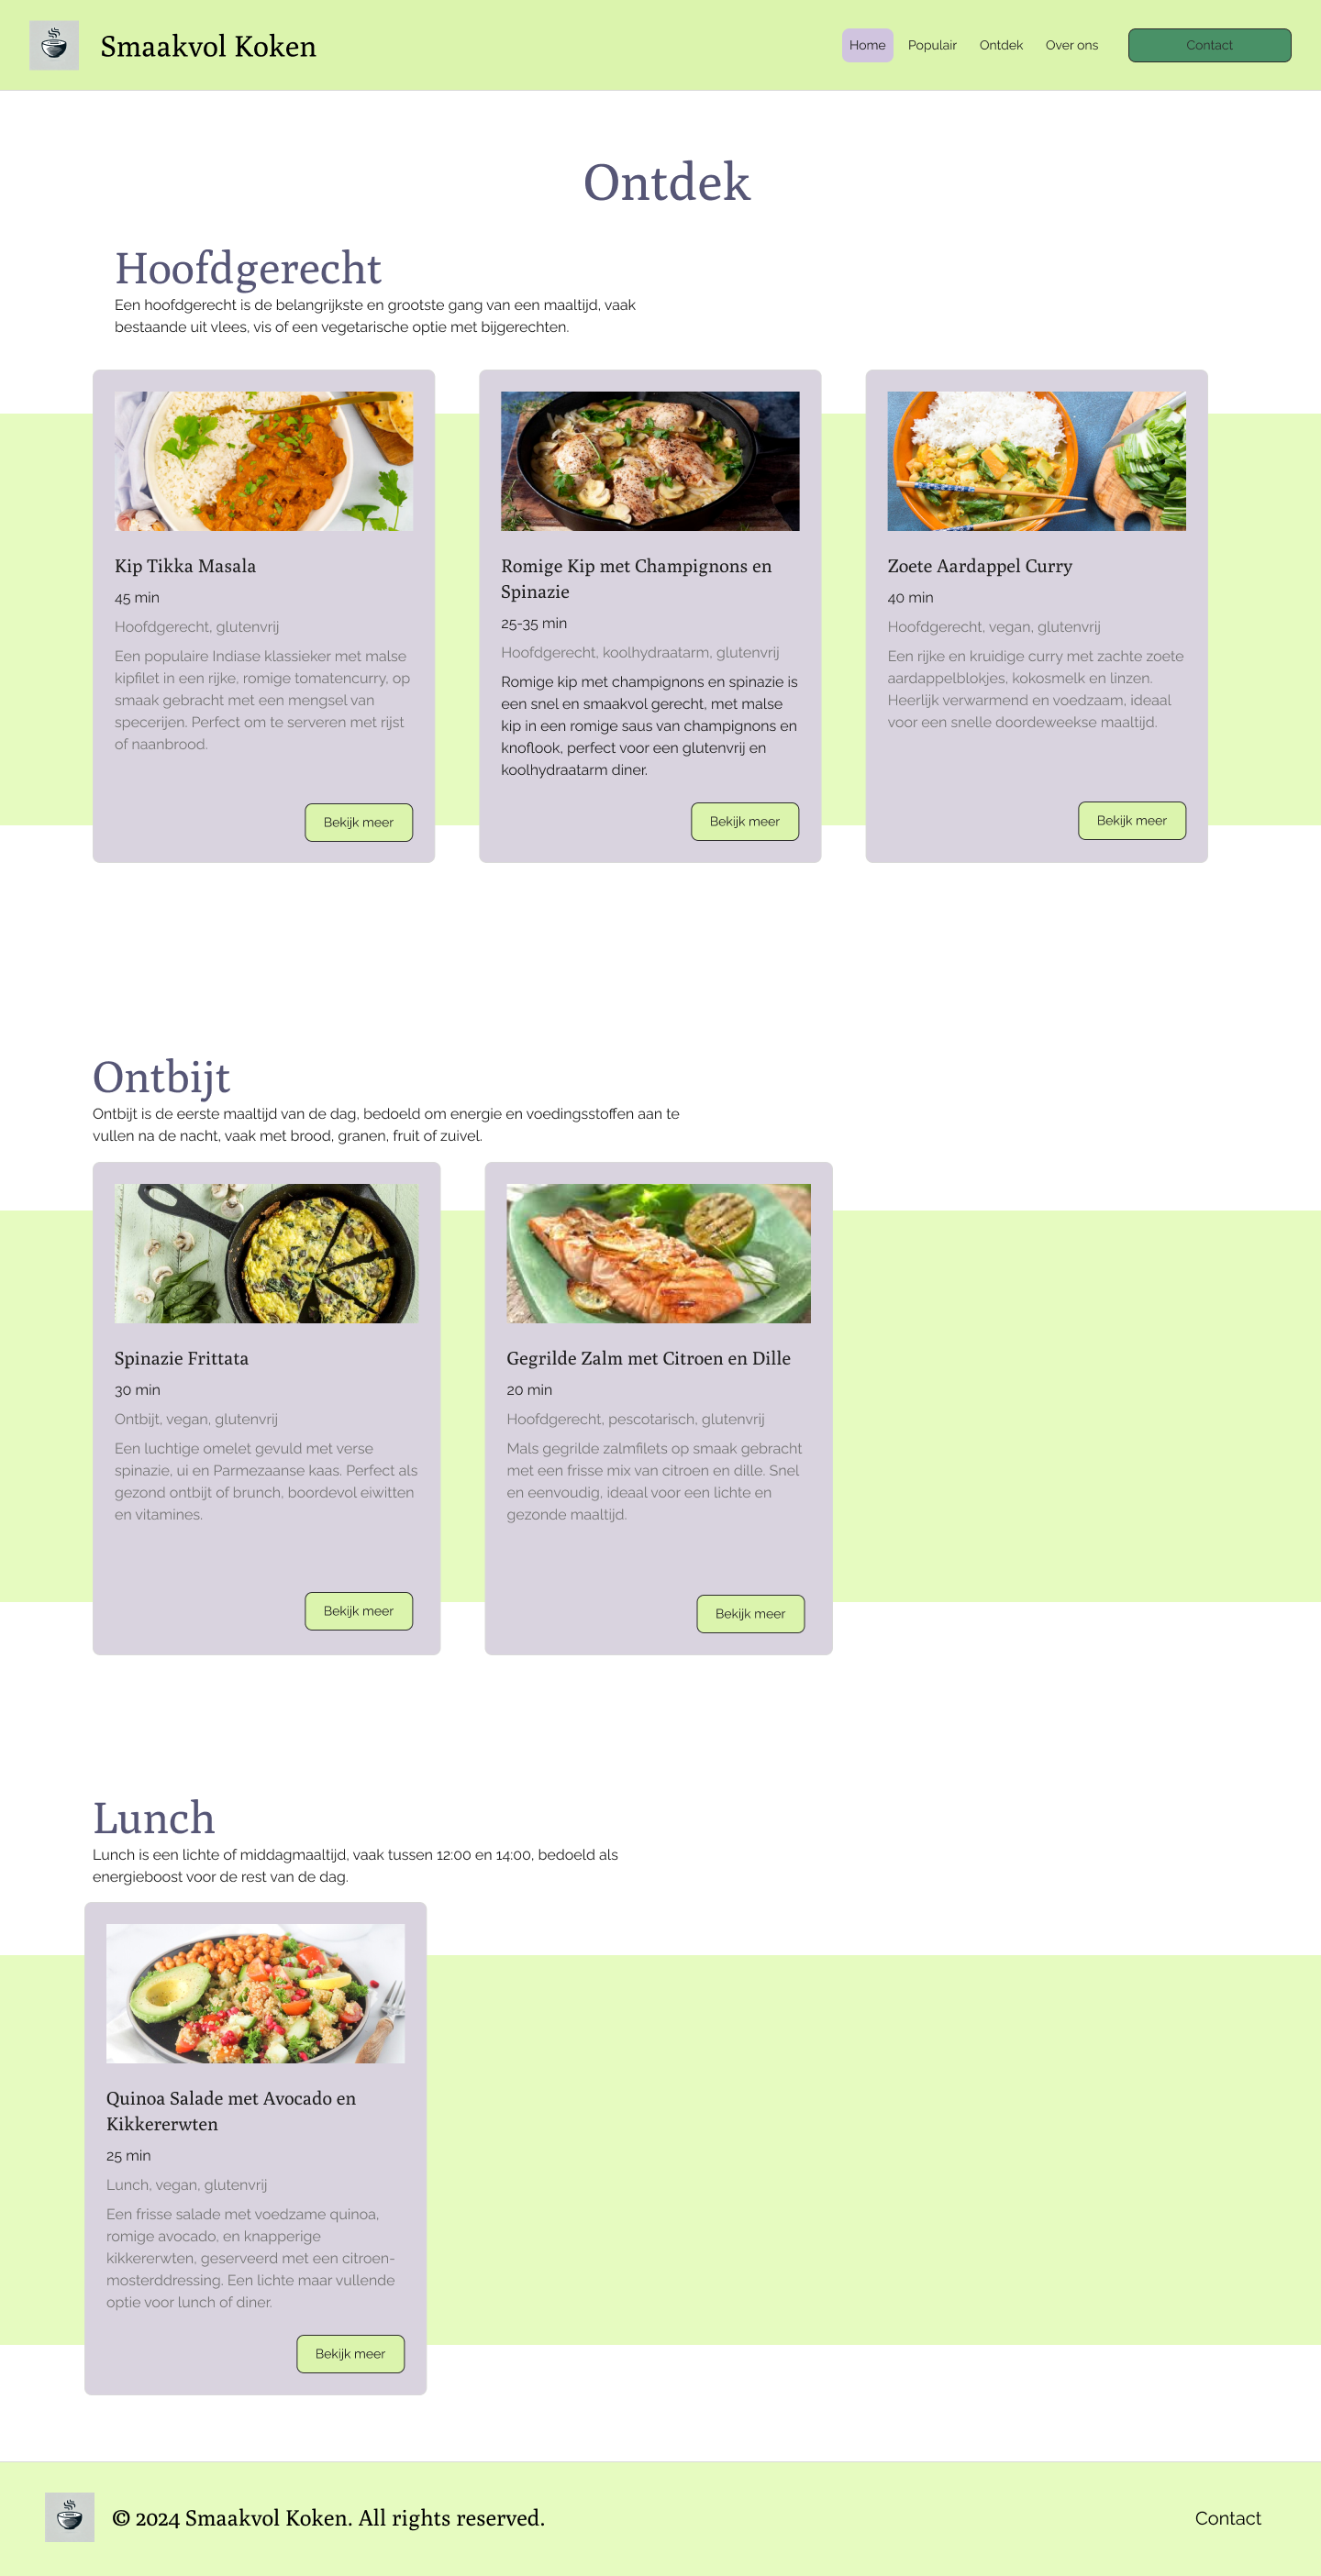 Smaakvol Koken
Home
Populair
Ontdek
Over ons
Contact
Ontdek
Hoofdgerecht
Een hoofdgerecht is de belangrijkste en grootste gang van een maaltijd, vaak
bestaande uit vlees, vis of een vegetarische optie met bijgerechten.
Kip Tikka Masala
45 min
Hoofdgerecht, glutenvrij
Een populaire Indiase klassieker met malse
kipfilet in een rijke, romige tomatencurry, op
smaak gebracht met een mengsel van
specerijen. Perfect om te serveren met rijst
of naanbrood.
Bekijk meer
Romige Kip met Champignons en
Spinazie
25-35 min
Hoofdgerecht, koolhydraatarm, glutenvrij
Romige kip met champignons en spinazie is
een snel en smaakvol gerecht, met malse
kip in een romige saus van champignons en
knoflook, perfect voor een glutenvrij en
koolhydraatarm diner.
Bekijk meer
Zoete Aardappel Curry
40 min
Hoofdgerecht, vegan, glutenvrij
Een rijke en kruidige curry met zachte zoete
aardappelblokjes, kokosmelk en linzen.
Heerlijk verwarmend en voedzaam, ideaal
voor een snelle doordeweekse maaltijd.
Bekijk meer
Ontbijt
Ontbijt is de eerste maaltijd van de dag, bedoeld om energie en voedingsstoffen aan te
vullen na de nacht, vaak met brood, granen, fruit of zuivel.
Spinazie Frittata
30 min
Ontbijt, vegan, glutenvrij
Een luchtige omelet gevuld met verse
spinazie, ui en Parmezaanse kaas. Perfect als
gezond ontbijt of brunch, boordevol eiwitten
en vitamines.
Bekijk meer
Gegrilde Zalm met Citroen en Dille
20 min
Hoofdgerecht, pescotarisch, glutenvrij
Mals gegrilde zalmfilets op smaak gebracht
met een frisse mix van citroen en dille. Snel
en eenvoudig, ideaal voor een lichte en
gezonde maaltijd.
Bekijk meer
Lunch
Lunch is een lichte of middagmaaltijd, vaak tussen 12:00 en 14:00, bedoeld als
energieboost voor de rest van de dag.
Quinoa Salade met Avocado en
Kikkererwten
25 min
Lunch, vegan, glutenvrij
Een frisse salade met voedzame quinoa,
romige avocado, en knapperige
kikkererwten, geserveerd met een citroen-
mosterddressing. Een lichte maar vullende
optie voor lunch of diner.
Bekijk meer
© 2024 Smaakvol Koken. All rights reserved.
Contact